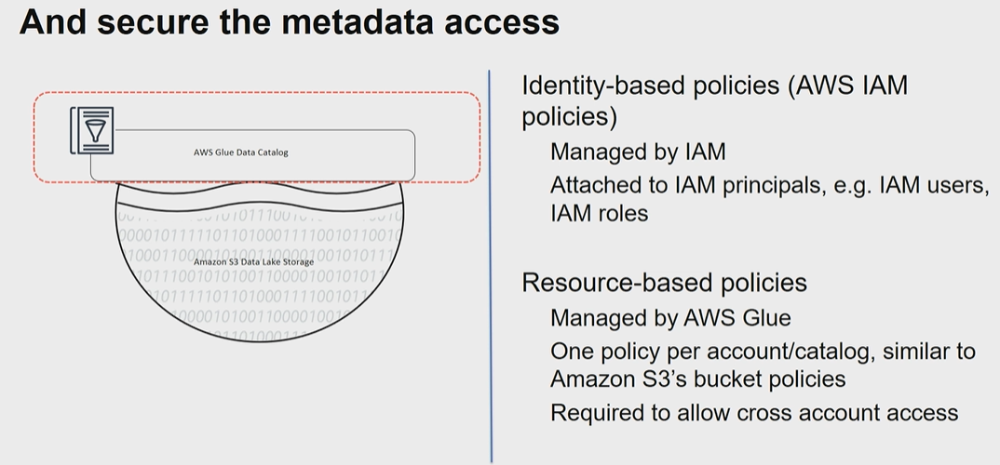 And secure the metadata access
AWS Glue Data Catalog
Amazon S3 Data Lake Storage
0000101111101101000111110010110010
101110010101001100001001010
Identity-based policies (AWS IAM
policies)
Managed by IAM
Attached to IAM principals, e.g. IAM users,
IAM roles
Resource-based policies
Managed by AWS Glue
One policy per account/catalog, similar to
Amazon S3's bucket policies
Required to allow cross account access